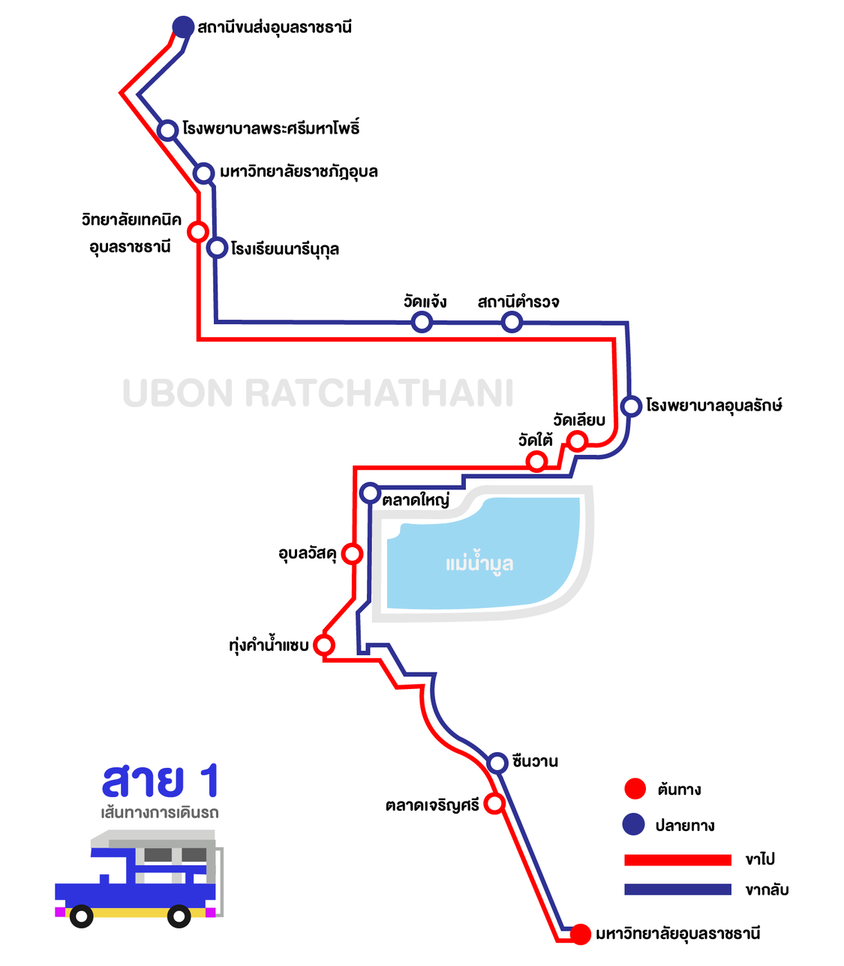 สถานีขนส่งอุบลราชธานี
โรงพยาบาลพระศรีมหาโพธิ์
มหาวิทยาลัยราชภัฎอุบล
วิทยาลัยเทคนิค
อุบลราชธานี
โรงเรียนนารีนุกุล
วัดแจ้ง
สถานีตำรวจ
UBON RATCHATHANI
โรงพยาบาลอุบลรักษ์
วัดเลียบ
วัดใต้
ตลาดใหญ่
อุบลวัสดุ
แม่น้ำมูล
ทุ่งคำน้ำแซบ
ซืนวาน
ตลาดเจริญศรี
สาย 1
เส้นทางการเดินรถ
ต้นทาง
ปลายทาง
ขาไป
ขากลับ
มหาวิทยาลัยอุบลราชธานี